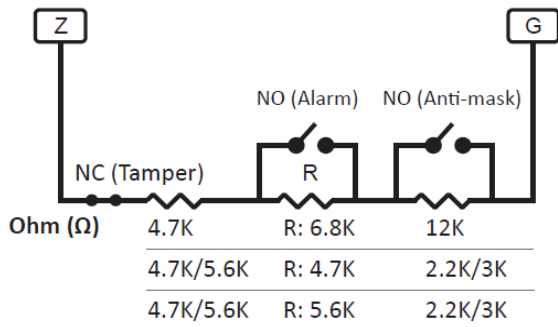 Z G
NO (Alarm) NO (Anti-mask)
NC (Tamper) R
Ohm (Ω) 4.7K R: 6.8K 12K
4.7K/5.6K R: 4.7K 2.2K/3K
4.7K/5.6K R: 5.6K 2.2K/3K